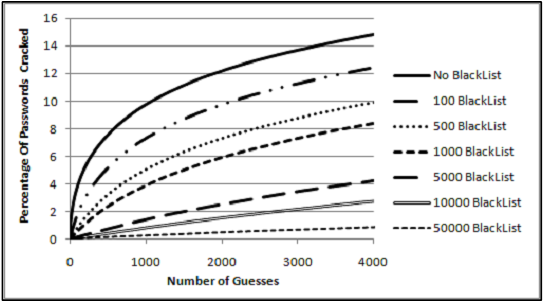 Percentage Of Passwords Cracked
16
14
12
10
8
6
4
2
0
0 1000 2000 3000 4000
Number of Guesses
No BlackList
100 BlackList
500 BlackList
1000 BlackList
5000 BlackList
10000 BlackList
50000 BlackList